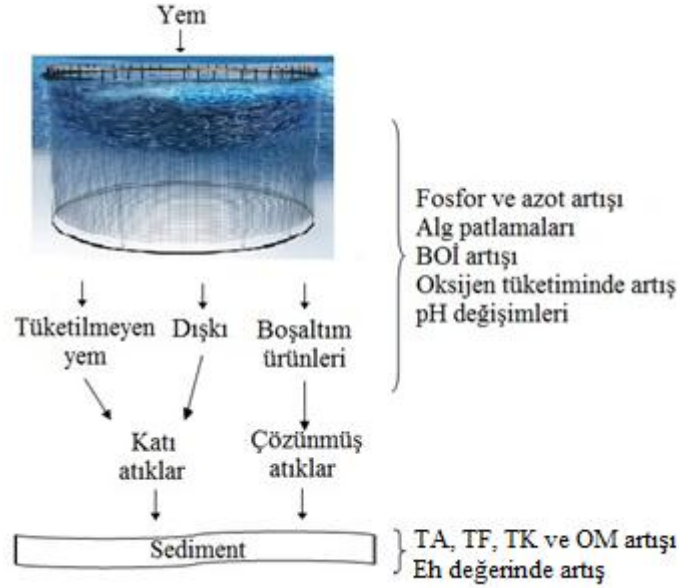 Yem
Fosfor ve azot artışı
Alg patlamaları
BOİ artışı
Oksijen tüketiminde artış
pH değişimleri
Tüketilmeyen
yem
Dışkı
Boşaltım
ürünleri
Katı
atıklar
Çözünmüş
atıklar
Sediment
TA, TF, TK ve OM artışı
Eh değerinde artış